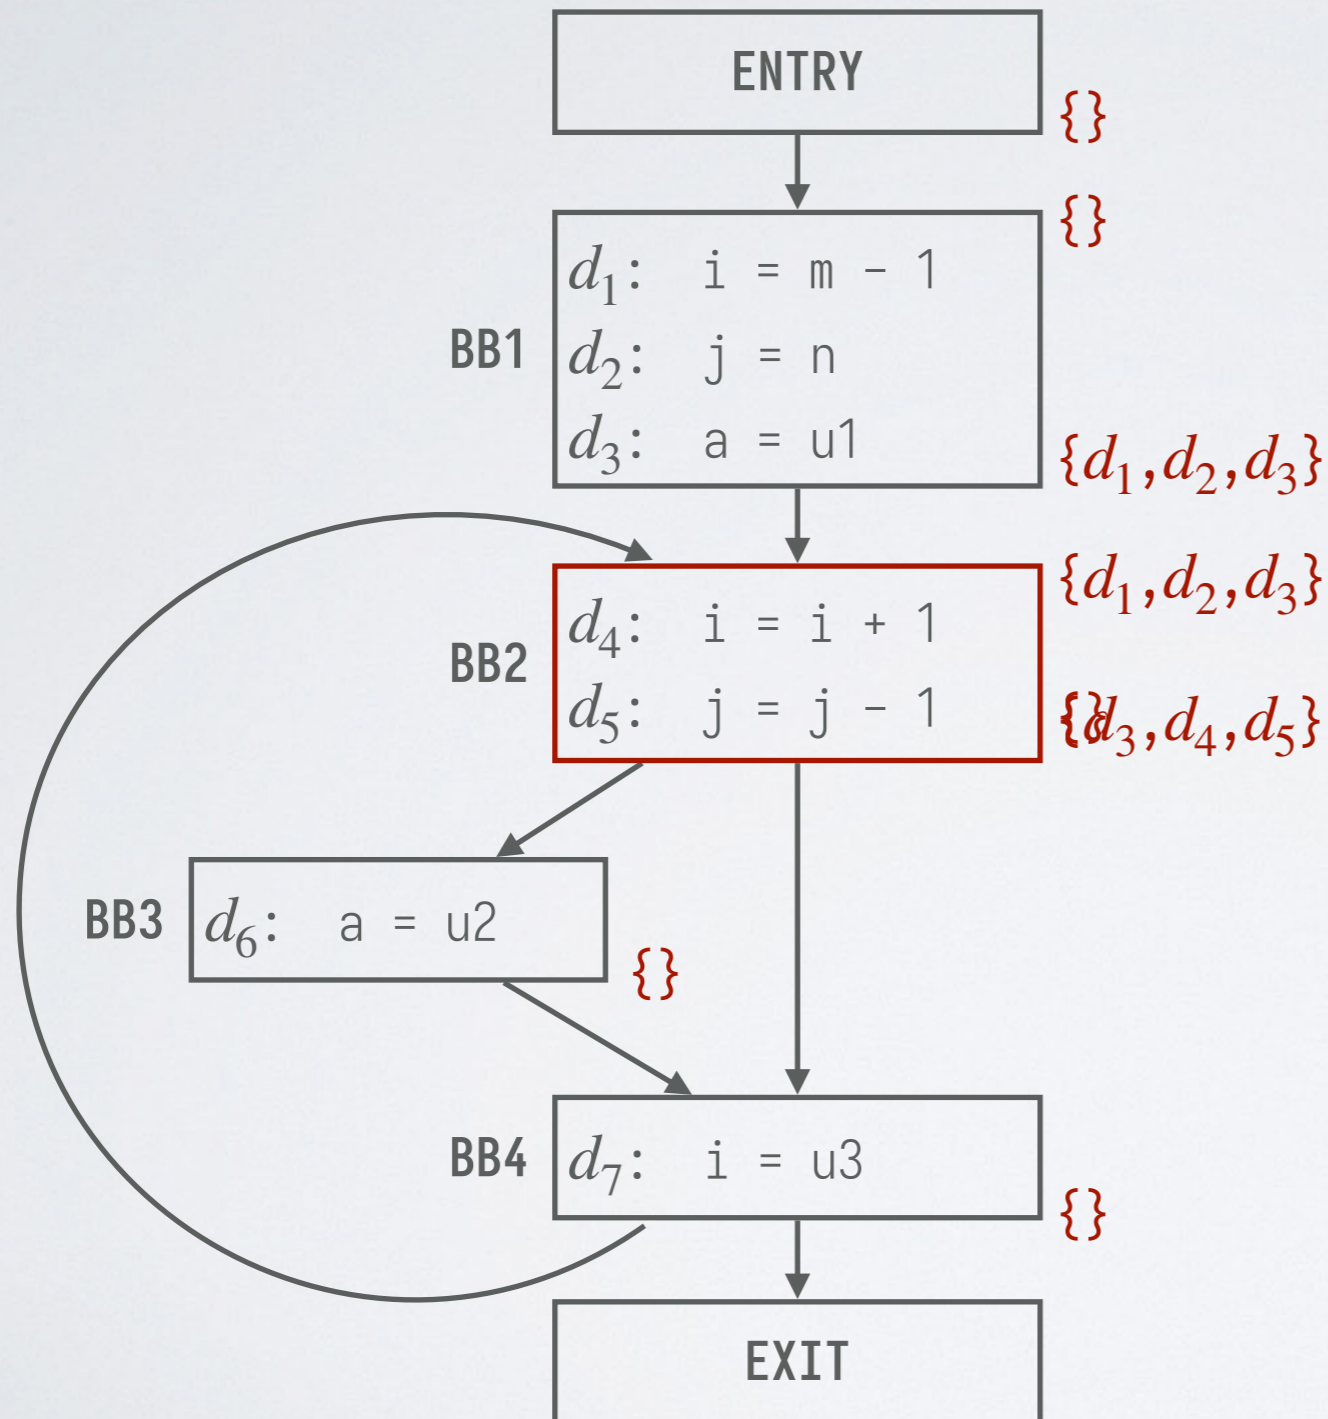 ENTRY
{}
{}
d₁: i = m − 1
BB1
d₂: j = n
d₃: a = u1
{d₁,d₂,d₃}
{d₁,d₂,d₃}
d₄: i = i + 1
BB2
d₅: j = j − 1
{}
{d₃,d₄,d₅}
BB3
d₆: a = u2
{}
BB4
d₇: i = u3
{}
EXIT